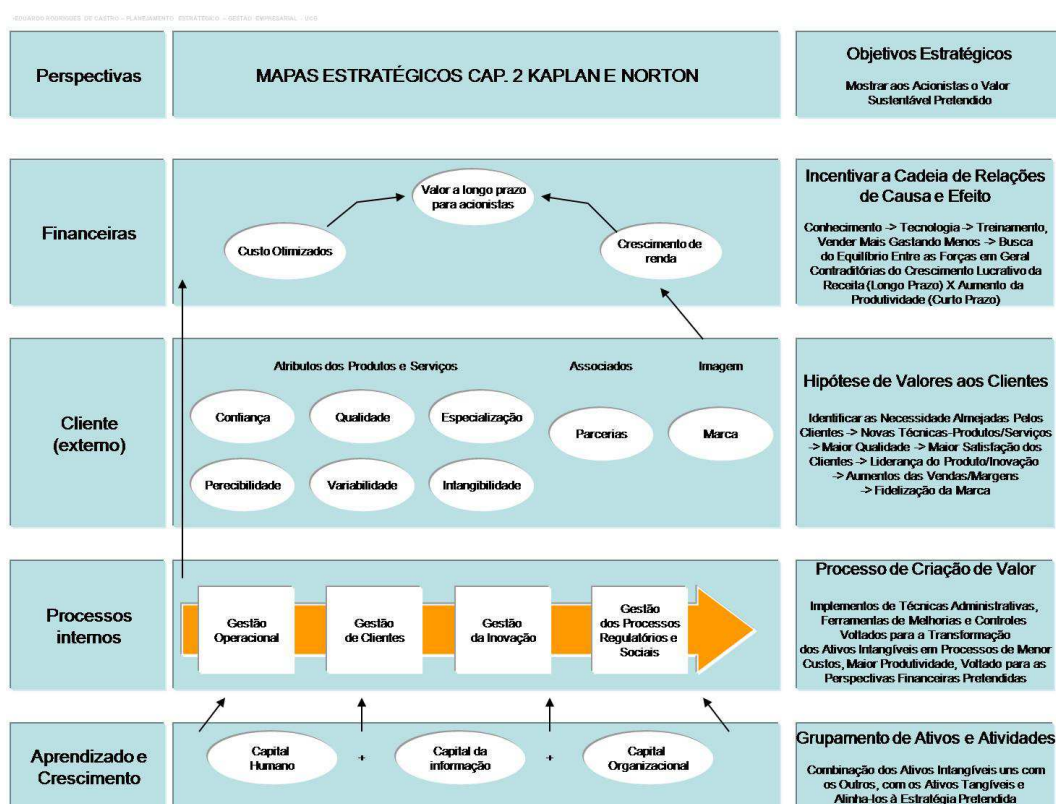 EDUARDO RODRIGUES DE CASTRO - PLANEJAMENTO ESTRATEGICO - GESTÃO EMPRESARIAL . USG
Perspectivas
MAPAS ESTRATÉGICOS CAP. 2 KAPLAN E NORTON
Objetivos Estratégicos
Mostrar aos Acionistas o Valor
Sustentável Pretendido
Financeiras
Valor a longo prazo
para acionistas
Custo Otimizados
Crescimento de
renda
Incentivar a Cadeia de Relações
de Causa e Efeito
Conhecimento -> Tecnologia -> Treinamento,
Vender Mais Gastando Menos -> Busca
do Equilíbrio Entre as Forças em Geral
Contraditórias do Crescimento Lucrativo da
Receita (Longo Prazo) X Aumento da
Produtividade (Curto Prazo)
Cliente
(externo)
Atributos dos Produtos e Serviços
Associados
Imagem
Confiança
Qualidade
Especialização
Parcerias
Marca
Perecibilidade
Variabilidade
Intangibilidade
Hipótese de Valores aos Clientes
Identificar as Necessidade Almejadas Pelos
Clientes -> Novas Técnicas-Produtos/Serviços
-> Maior Qualidade -> Maior Satisfação dos
Clientes -> Liderança do Produto/Inovação
-> Aumentos das Vendas/Margens
-> Fidelização da Marca
Processos
internos
Gestão
Operacional
Gestão
de Clientes
Gestão
da Inovação
Gestão
dos Processos
Regulatórios e
Sociais
Processo de Criação de Valor
Implementos de Técnicas Administrativas,
Ferramentas de Melhorias e Controles
Voltados para a Transformação
dos Ativos Intangíveis em Processos de Menor
Custos, Maior Produtividade, Voltado para as
Perspectivas Financeiras Pretendidas
Aprendizado e
Crescimento
Capital
Humano
+
Capital da
informação
+
Capital
Organizacional
Grupamento de Ativos e Atividades
Combinação dos Ativos Intangíveis uns com
os Outros, com os Ativos Tangíveis e
Alinha-los à Estratégia Pretendida